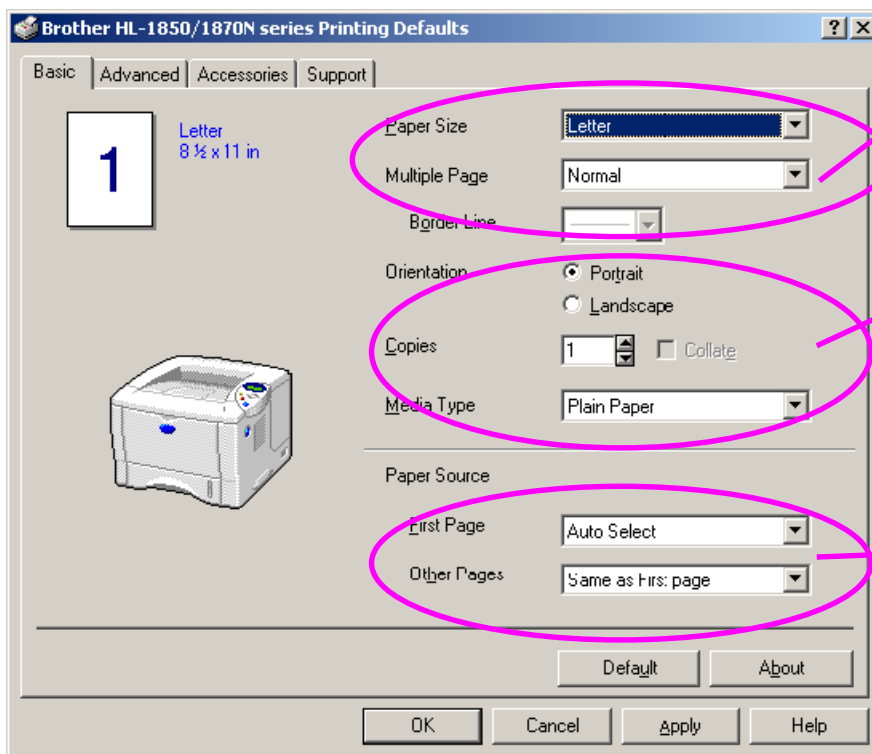 Brother HL-1850/1870N series Printing Defaults
Basic Advanced Accessories Support
1
Letter
8 ½ x 11 in
Paper Size Letter
Multiple Page Normal
Border Line
Orientation Portrait
Landscape
Copies 1 Collate
Media Type Plain Paper
Paper Source
First Page Auto Select
Other Pages Same as First page
Default About
OK Cancel Apply Help